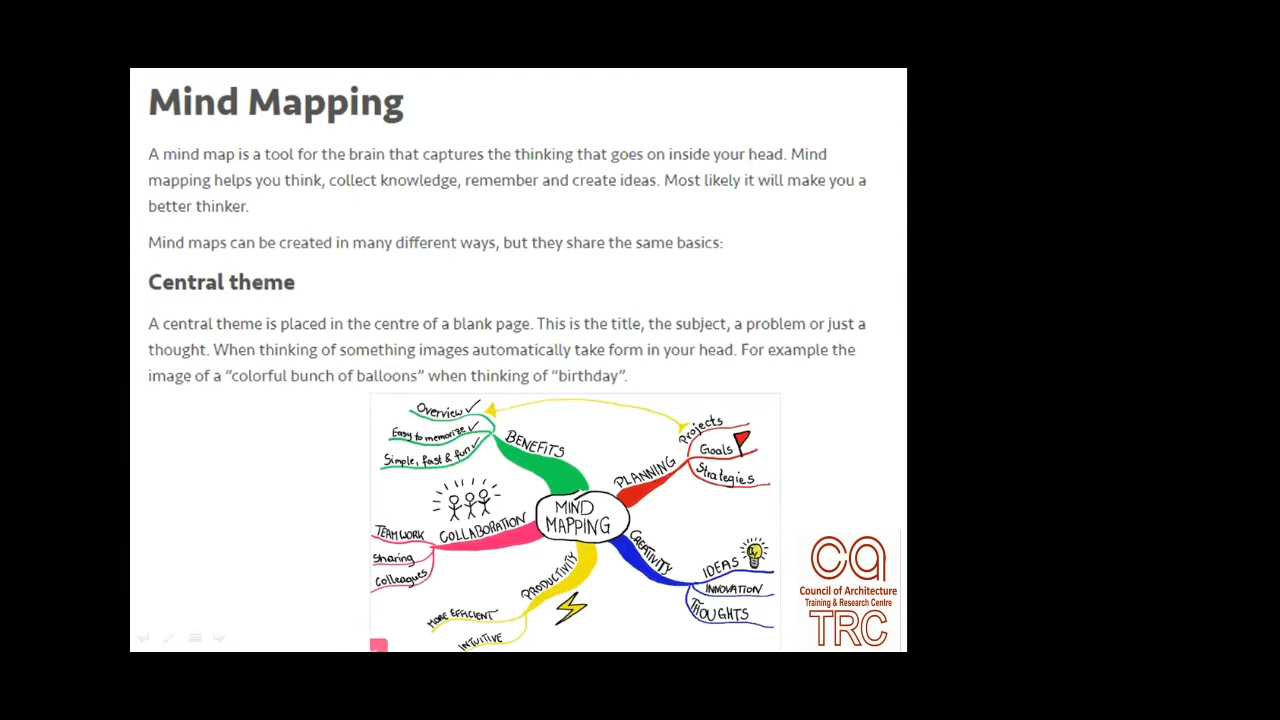 Mind Mapping
A mind map is a tool for the brain that captures the thinking that goes on inside your head. Mind
mapping helps you think, collect knowledge, remember and create ideas. Most likely it will make you a
better thinker.
Mind maps can be created in many different ways, but they share the same basics:
Central theme
A central theme is placed in the centre of a blank page. This is the title, the subject, a problem or just a
thought. When thinking of something images automatically take form in your head. For example the
image of a “colorful bunch of balloons” when thinking of “birthday”.
Overview
Easy to memorize
Simple, fast & fun
BENEFITS
Projects
Goals
Strategies
PLANNING
MIND
MAPPING
COLLABORATION
TEAMWORK
Sharing
Colleagues
CREATIVITY
IDEAS
INNOVATION
THOUGHTS
PRODUCTIVITY
MORE EFFICIENT
INTUITIVE
ca
Council of Architecture
Training & Research Centre
TRC